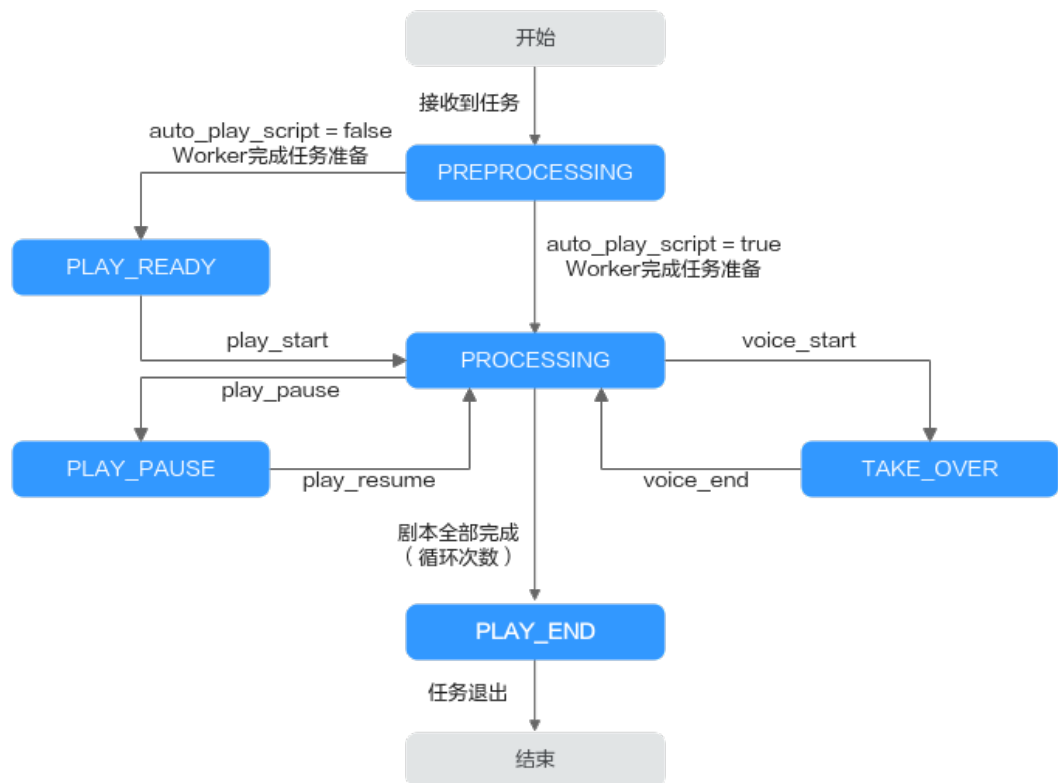 开始
接收到任务
auto_play_script = false
Worker完成任务准备
PREPROCESSING
auto_play_script = true
Worker完成任务准备
PLAY_READY
play_start
PROCESSING
voice_start
play_pause
PLAY_PAUSE
play_resume
voice_end
TAKE_OVER
剧本全部完成
（循环次数）
PLAY_END
任务退出
结束